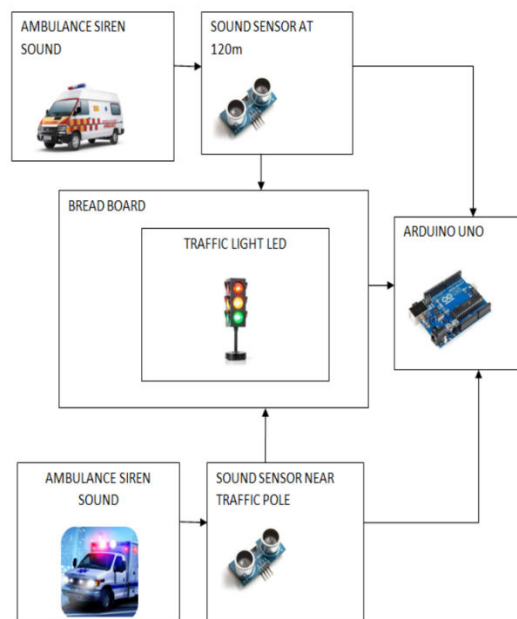 AMBULANCE SIREN
SOUND
SOUND SENSOR AT
120m
BREAD BOARD
TRAFFIC LIGHT LED
ARDUINO UNO
AMBULANCE SIREN
SOUND
SOUND SENSOR NEAR
TRAFFIC POLE